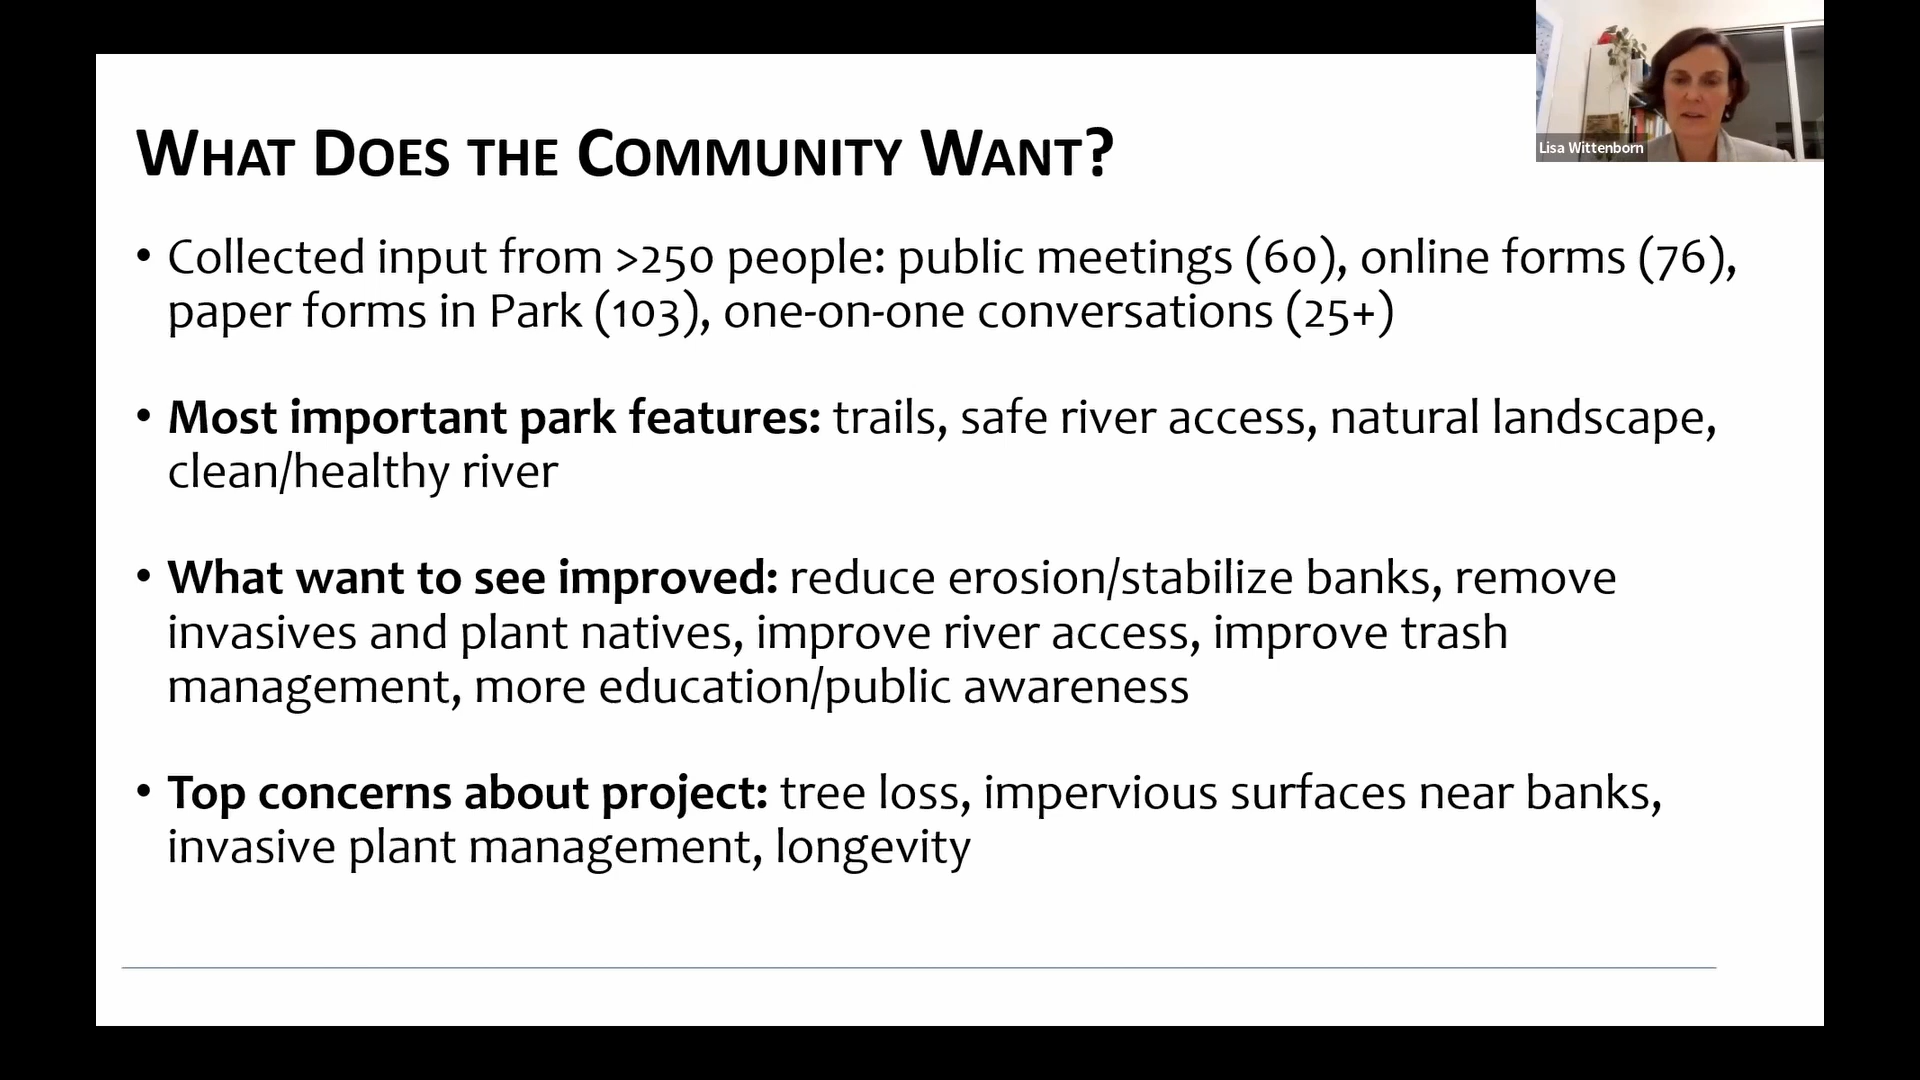 Lisa Wittenborn
WHAT DOES THE COMMUNITY WANT?
• Collected input from >250 people: public meetings (60), online forms (76),
paper forms in Park (103), one-on-one conversations (25+)
• Most important park features: trails, safe river access, natural landscape,
clean/healthy river
• What want to see improved: reduce erosion/stabilize banks, remove
invasives and plant natives, improve river access, improve trash
management, more education/public awareness
• Top concerns about project: tree loss, impervious surfaces near banks,
invasive plant management, longevity